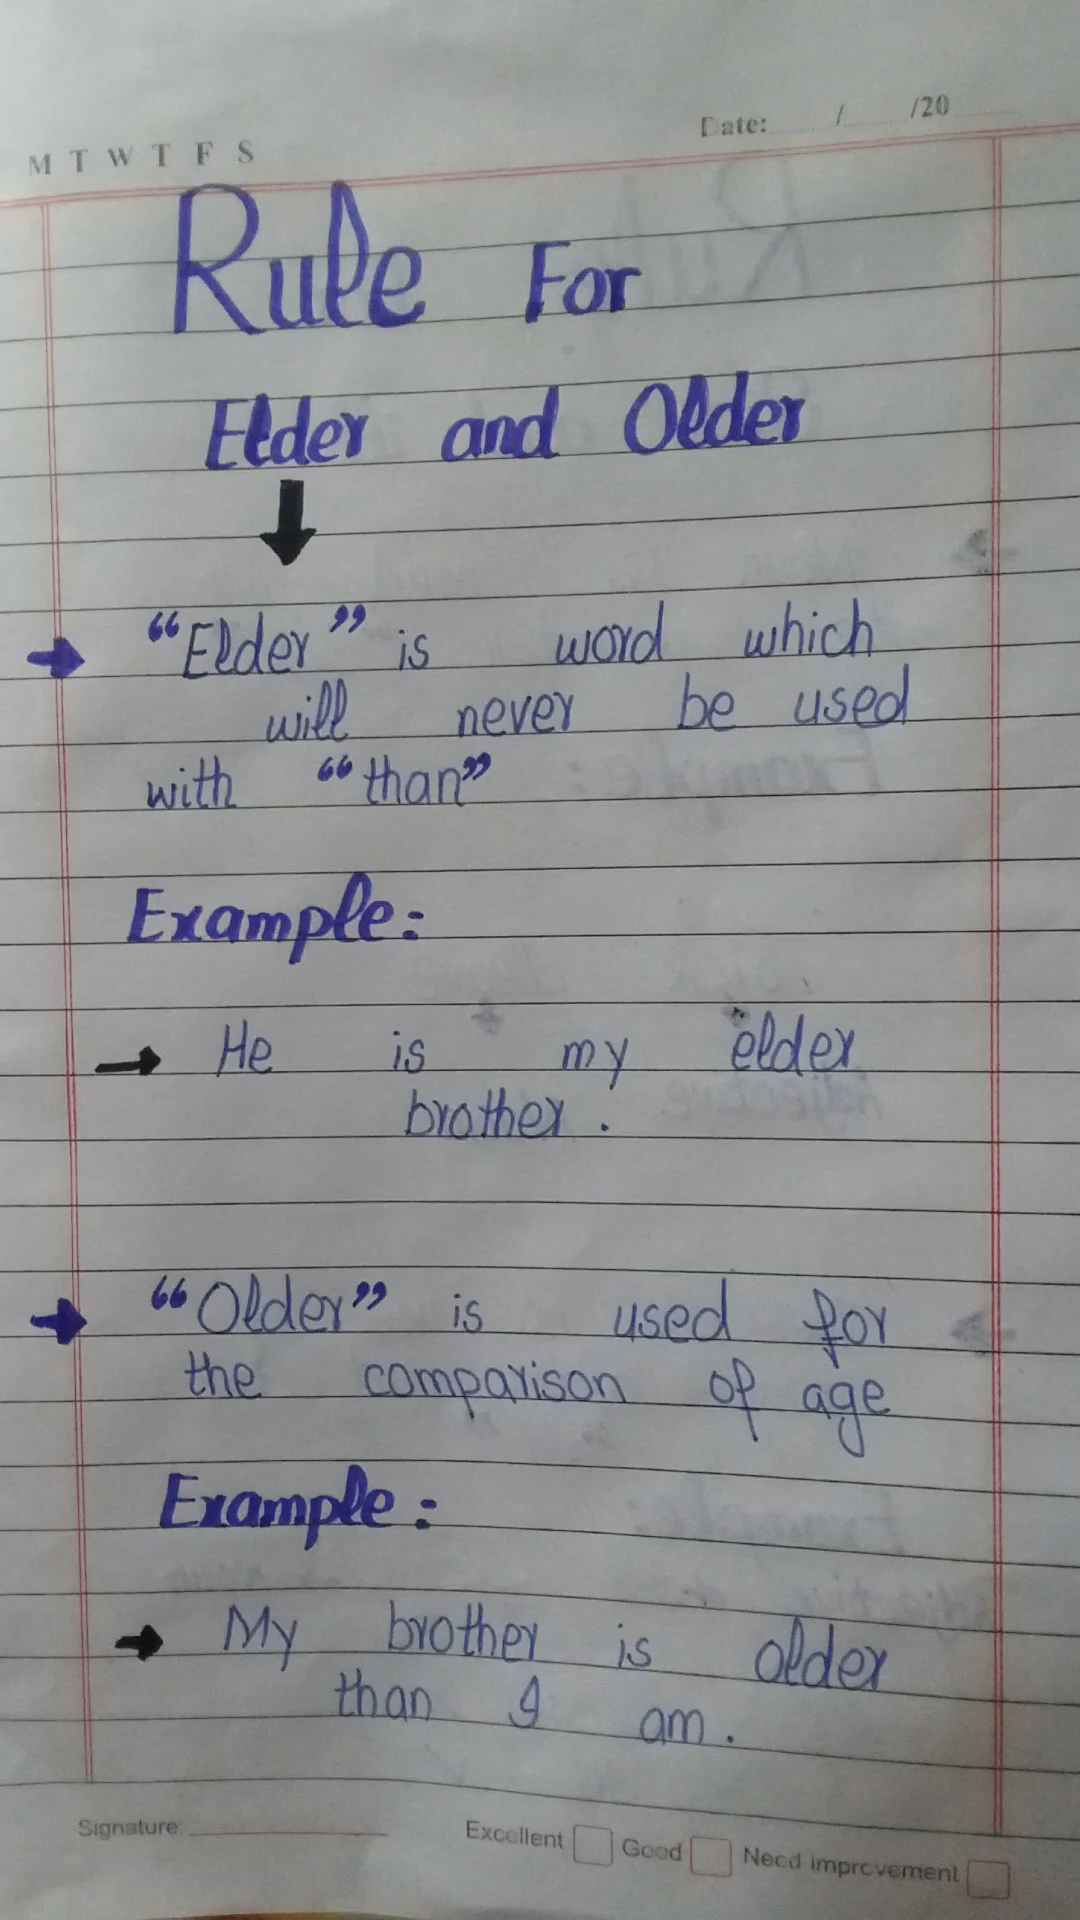 M T W T F S
Date: / /20
Rule For
Elder and Older
“Elder” is word which
will never be used
with “than”
Example:
He is my elder
brother.
“Older” is used for
the comparison of age
Example:
My brother is older
than I am.
Signature:
Excellent Good Need improvement